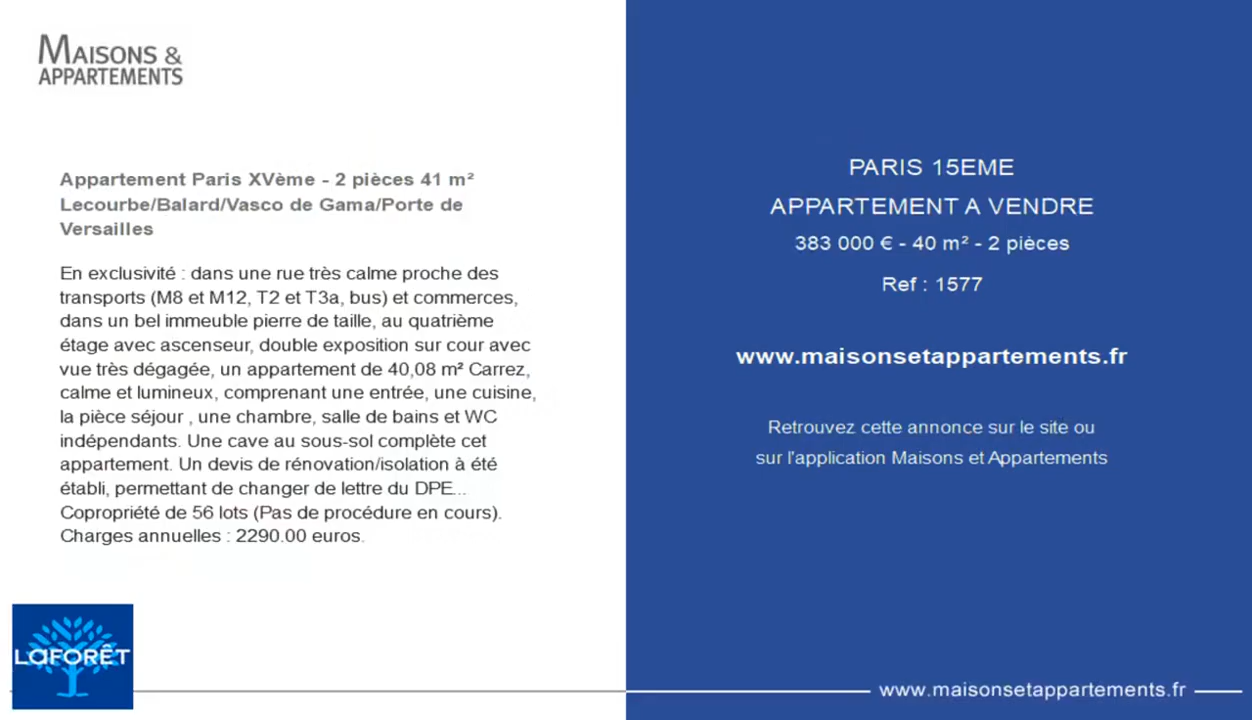 MAISONS &
APPARTEMENTS
Appartement Paris XVème - 2 pièces 41 m²
Lecourbe/Balard/Vasco de Gama/Porte de
Versailles
En exclusivité : dans une rue très calme proche des
transports (M8 et M12, T2 et T3a, bus) et commerces,
dans un bel immeuble pierre de taille, au quatrième
étage avec ascenseur, double exposition sur cour avec
vue très dégagée, un appartement de 40,08 m² Carrez,
calme et lumineux, comprenant une entrée, une cuisine,
la pièce séjour , une chambre, salle de bains et WC
indépendants. Une cave au sous-sol complète cet
appartement. Un devis de rénovation/isolation à été
établi, permettant de changer de lettre du DPE...
Copropriété de 56 lots (Pas de procédure en cours).
Charges annuelles : 2290.00 euros.
LAFORÊT
PARIS 15EME
APPARTEMENT A VENDRE
383 000 € - 40 m² - 2 pièces
Ref : 1577
www.maisonsetappartements.fr
Retrouvez cette annonce sur le site ou
sur l'application Maisons et Appartements
www.maisonsetappartements.fr